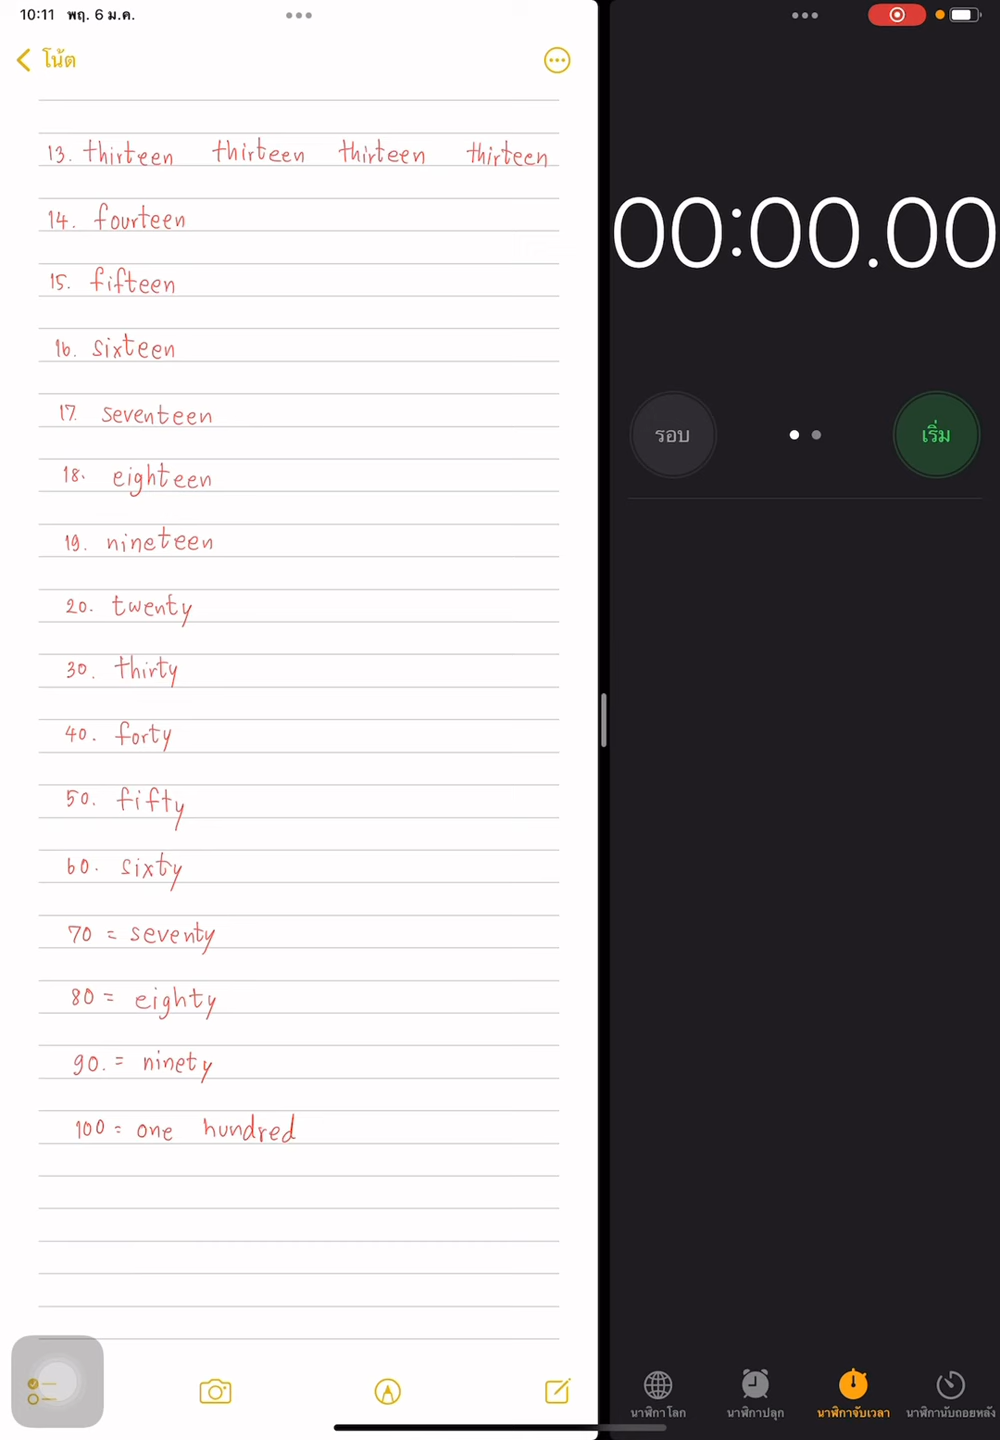 10:11 พฤ. 6 ม.ค.
โน้ต
13. thirteen thirteen thirteen thirteen
14. fourteen
15. fifteen
16. sixteen
17. seventeen
18. eighteen
19. nineteen
20. twenty
30. thirty
40. forty
50. fifty
60. sixty
70 = seventy
80 = eighty
90. = ninety
100 = one hundred
00:00.00
รอบ
เริ่ม
นาฬิกาโลก
นาฬิกาปลุก
นาฬิกาจับเวลา
นาฬิกานับถอยหลัง